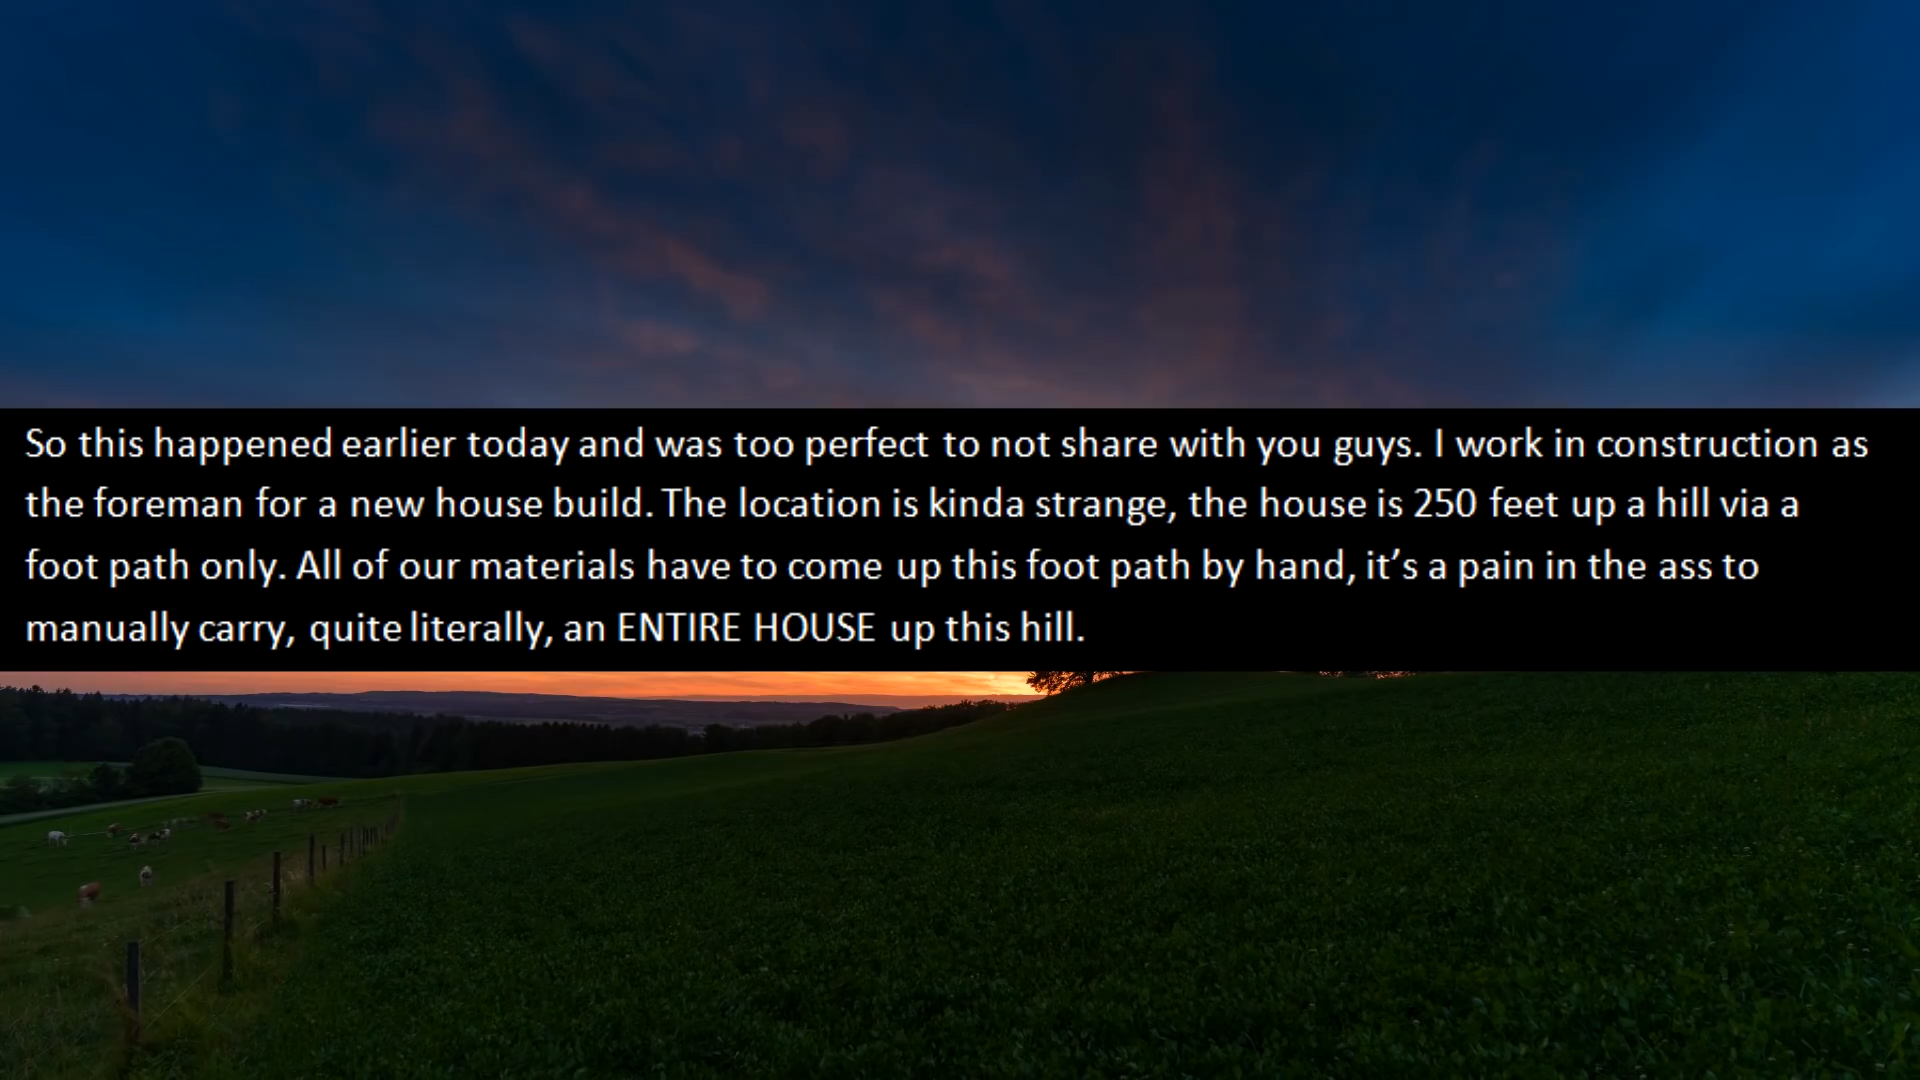 So this happened earlier today and was too perfect to not share with you guys. I work in construction as
the foreman for a new house build. The location is kinda strange, the house is 250 feet up a hill via a
foot path only. All of our materials have to come up this foot path by hand, it’s a pain in the ass to
manually carry, quite literally, an ENTIRE HOUSE up this hill.